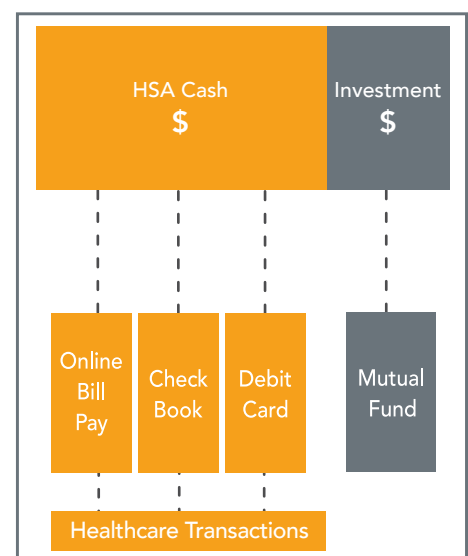 HSA Cash
$
Investment
$
Online
Bill
Pay
Check
Book
Debit
Card
Mutual
Fund
Healthcare Transactions